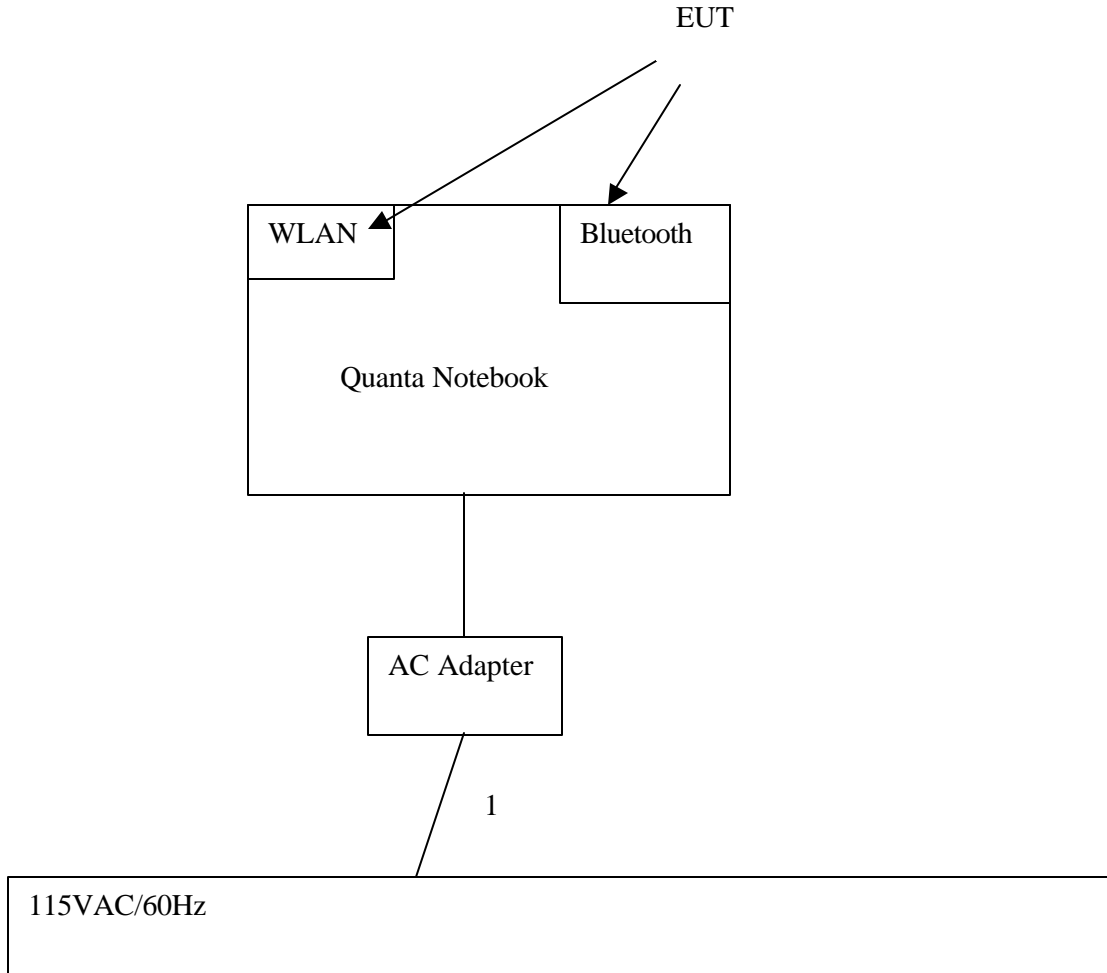 EUT
WLAN
Bluetooth
Quanta Notebook
AC Adapter
1
115VAC/60Hz